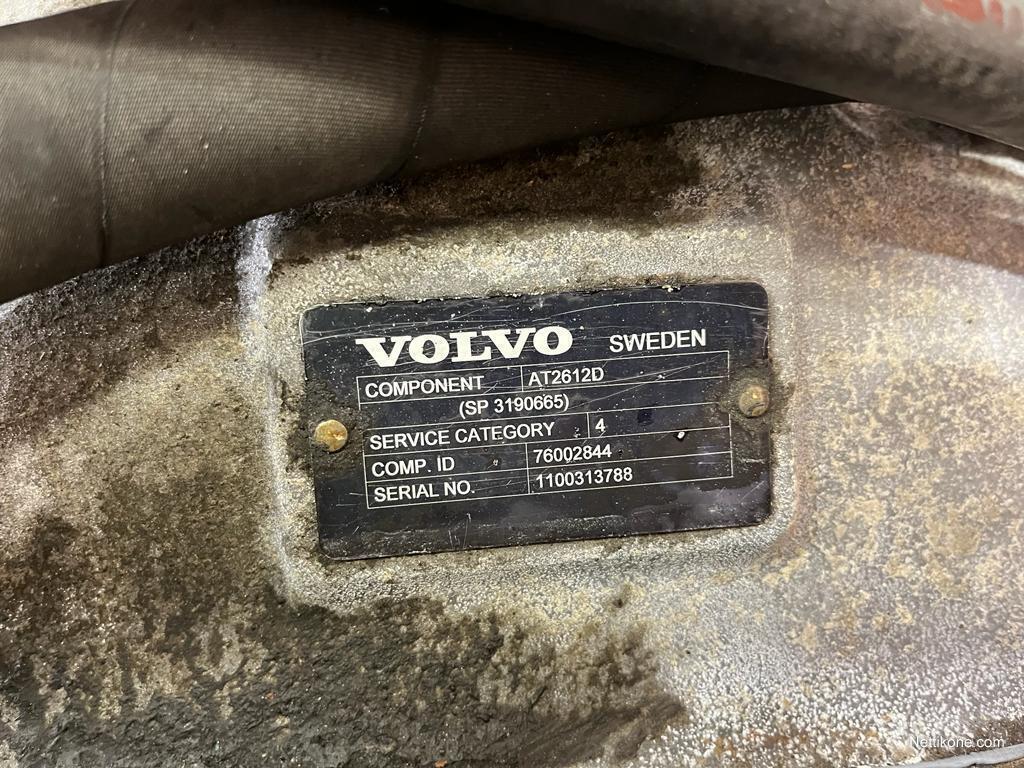 VOLVO SWEDEN
COMPONENT AT2612D
(SP 3190665)
SERVICE CATEGORY 4
COMP. ID 76002844
SERIAL NO. 1100313788
Nettikone.com